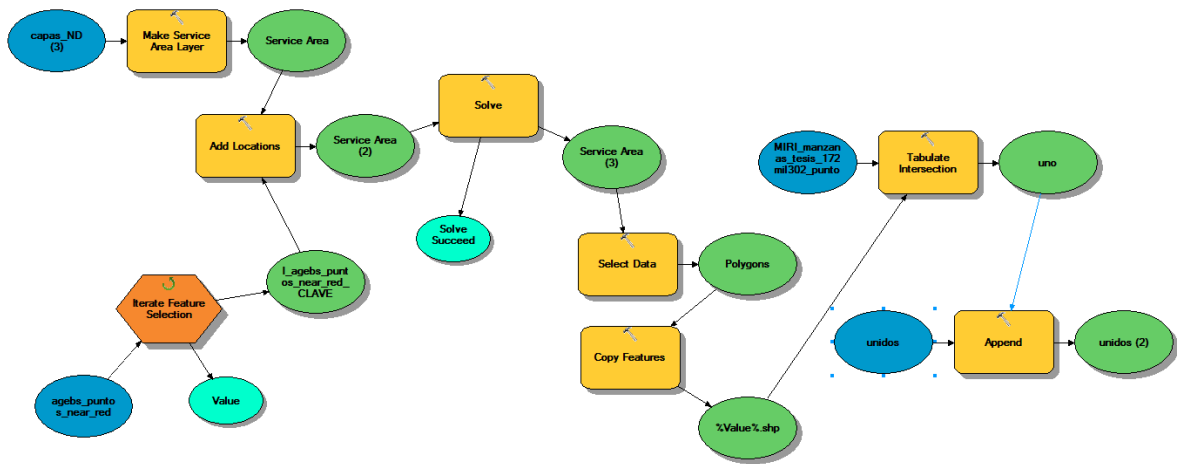 capas_ND
(3)
Make Service
Area Layer
Service Area
Add Locations
Service Area
(2)
Solve
Service Area
(3)
Solve
Succeed
MIRI_manzan
as_tesis_172
mil302_punto
Tabulate
Intersection
uno
Select Data
Polygons
Iterate Feature
Selection
I_agebs_punt
os_near_red_
CLAVE
Copy Features
unidos
Append
unidos (2)
agebs_punto
s_near_red
Value
%Value%.shp